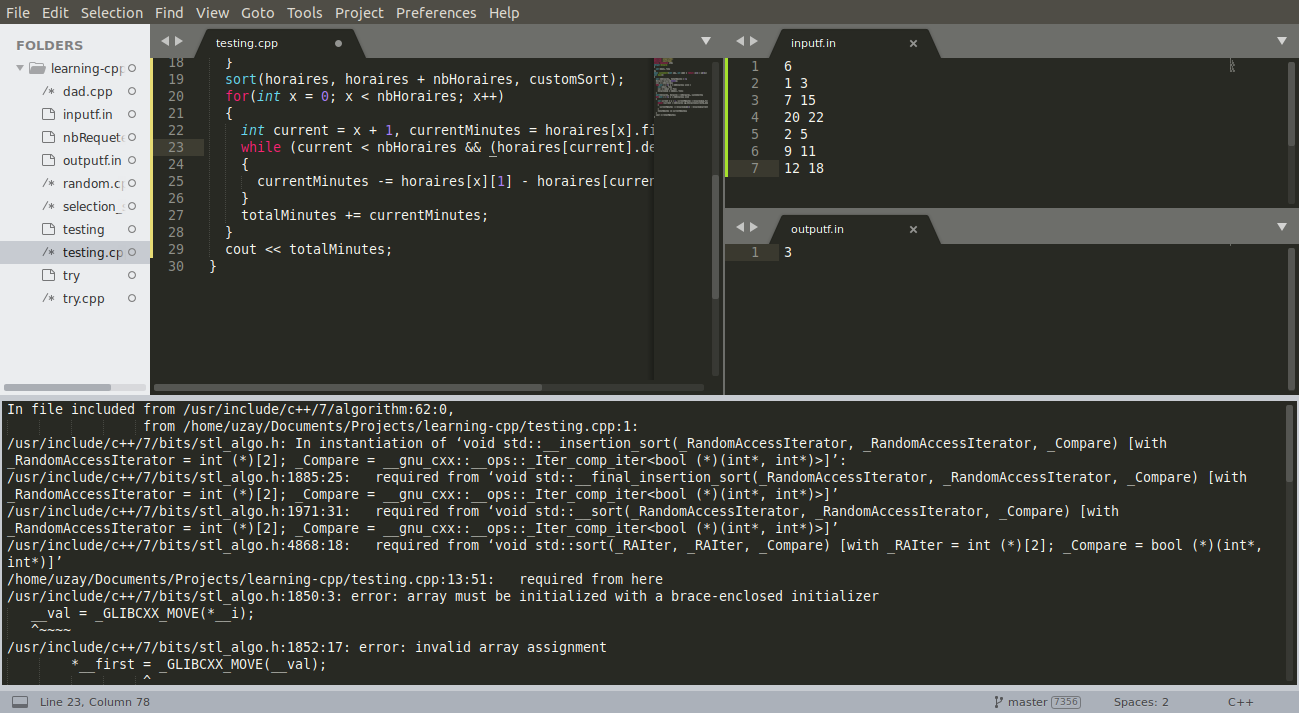 File Edit Selection Find View Goto Tools Project Preferences Help
FOLDERS
learning-cpp
/* dad.cpp
inputf.in
nbRequete
outputf.in
/* random.cp
/* selection_
testing
/* testing.cp
try
/* try.cpp
testing.cpp
18 }
19 sort(horaires, horaires + nbHoraires, customSort);
20 for(int x = 0; x < nbHoraires; x++)
21 {
22 int current = x + 1, currentMinutes = horaires[x].fi
23 while (current < nbHoraires && (horaires[current].de
24 {
25 currentMinutes -= horaires[x][1] - horaires[curren
26 }
27 totalMinutes += currentMinutes;
28 }
29 cout << totalMinutes;
30 }
inputf.in
1 6
2 1 3
3 7 15
4 20 22
5 2 5
6 9 11
7 12 18
outputf.in
1 3
In file included from /usr/include/c++/7/algorithm:62:0,
from /home/uzay/Documents/Projects/learning-cpp/testing.cpp:1:
/usr/include/c++/7/bits/stl_algo.h: In instantiation of ‘void std::__insertion_sort(_RandomAccessIterator, _RandomAccessIterator, _Compare) [with
_RandomAccessIterator = int (*)[2]; _Compare = __gnu_cxx::__ops::_Iter_comp_iter<bool (*)(int*, int*)>]’:
/usr/include/c++/7/bits/stl_algo.h:1885:25:   required from ‘void std::__final_insertion_sort(_RandomAccessIterator, _RandomAccessIterator, _Compare) [with
_RandomAccessIterator = int (*)[2]; _Compare = __gnu_cxx::__ops::_Iter_comp_iter<bool (*)(int*, int*)>]’
/usr/include/c++/7/bits/stl_algo.h:1971:31:   required from ‘void std::__sort(_RandomAccessIterator, _RandomAccessIterator, _Compare) [with
_RandomAccessIterator = int (*)[2]; _Compare = __gnu_cxx::__ops::_Iter_comp_iter<bool (*)(int*, int*)>]’
/usr/include/c++/7/bits/stl_algo.h:4868:18:   required from ‘void std::sort(_RAIter, _RAIter, _Compare) [with _RAIter = int (*)[2]; _Compare = bool (*)(int*,
int*)]’
/home/uzay/Documents/Projects/learning-cpp/testing.cpp:13:51:   required from here
/usr/include/c++/7/bits/stl_algo.h:1850:3: error: array must be initialized with a brace-enclosed initializer
__val = _GLIBCXX_MOVE(*__i);
^~~~~
/usr/include/c++/7/bits/stl_algo.h:1852:17: error: invalid array assignment
*__first = _GLIBCXX_MOVE(__val);
^
Line 23, Column 78
master 7356
Spaces: 2
C++